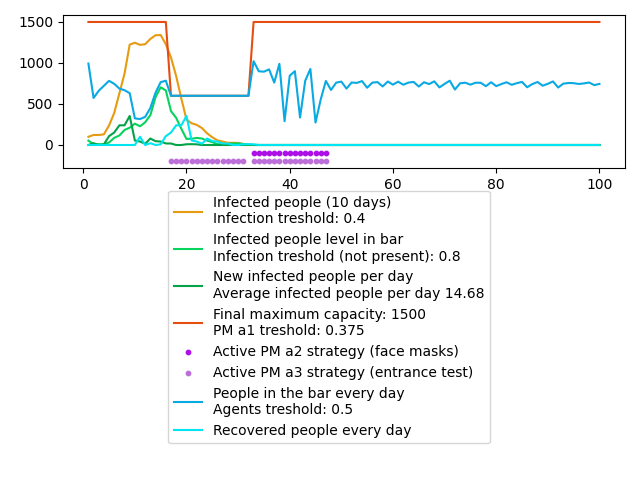 1500
1000
500
0
0 20 40 60 80 100
Infected people (10 days)
Infection treshold: 0.4
Infected people level in bar
Infection treshold (not present): 0.8
New infected people per day
Average infected people per day 14.68
Final maximum capacity: 1500
PM a1 treshold: 0.375
Active PM a2 strategy (face masks)
Active PM a3 strategy (entrance test)
People in the bar every day
Agents treshold: 0.5
Recovered people every day